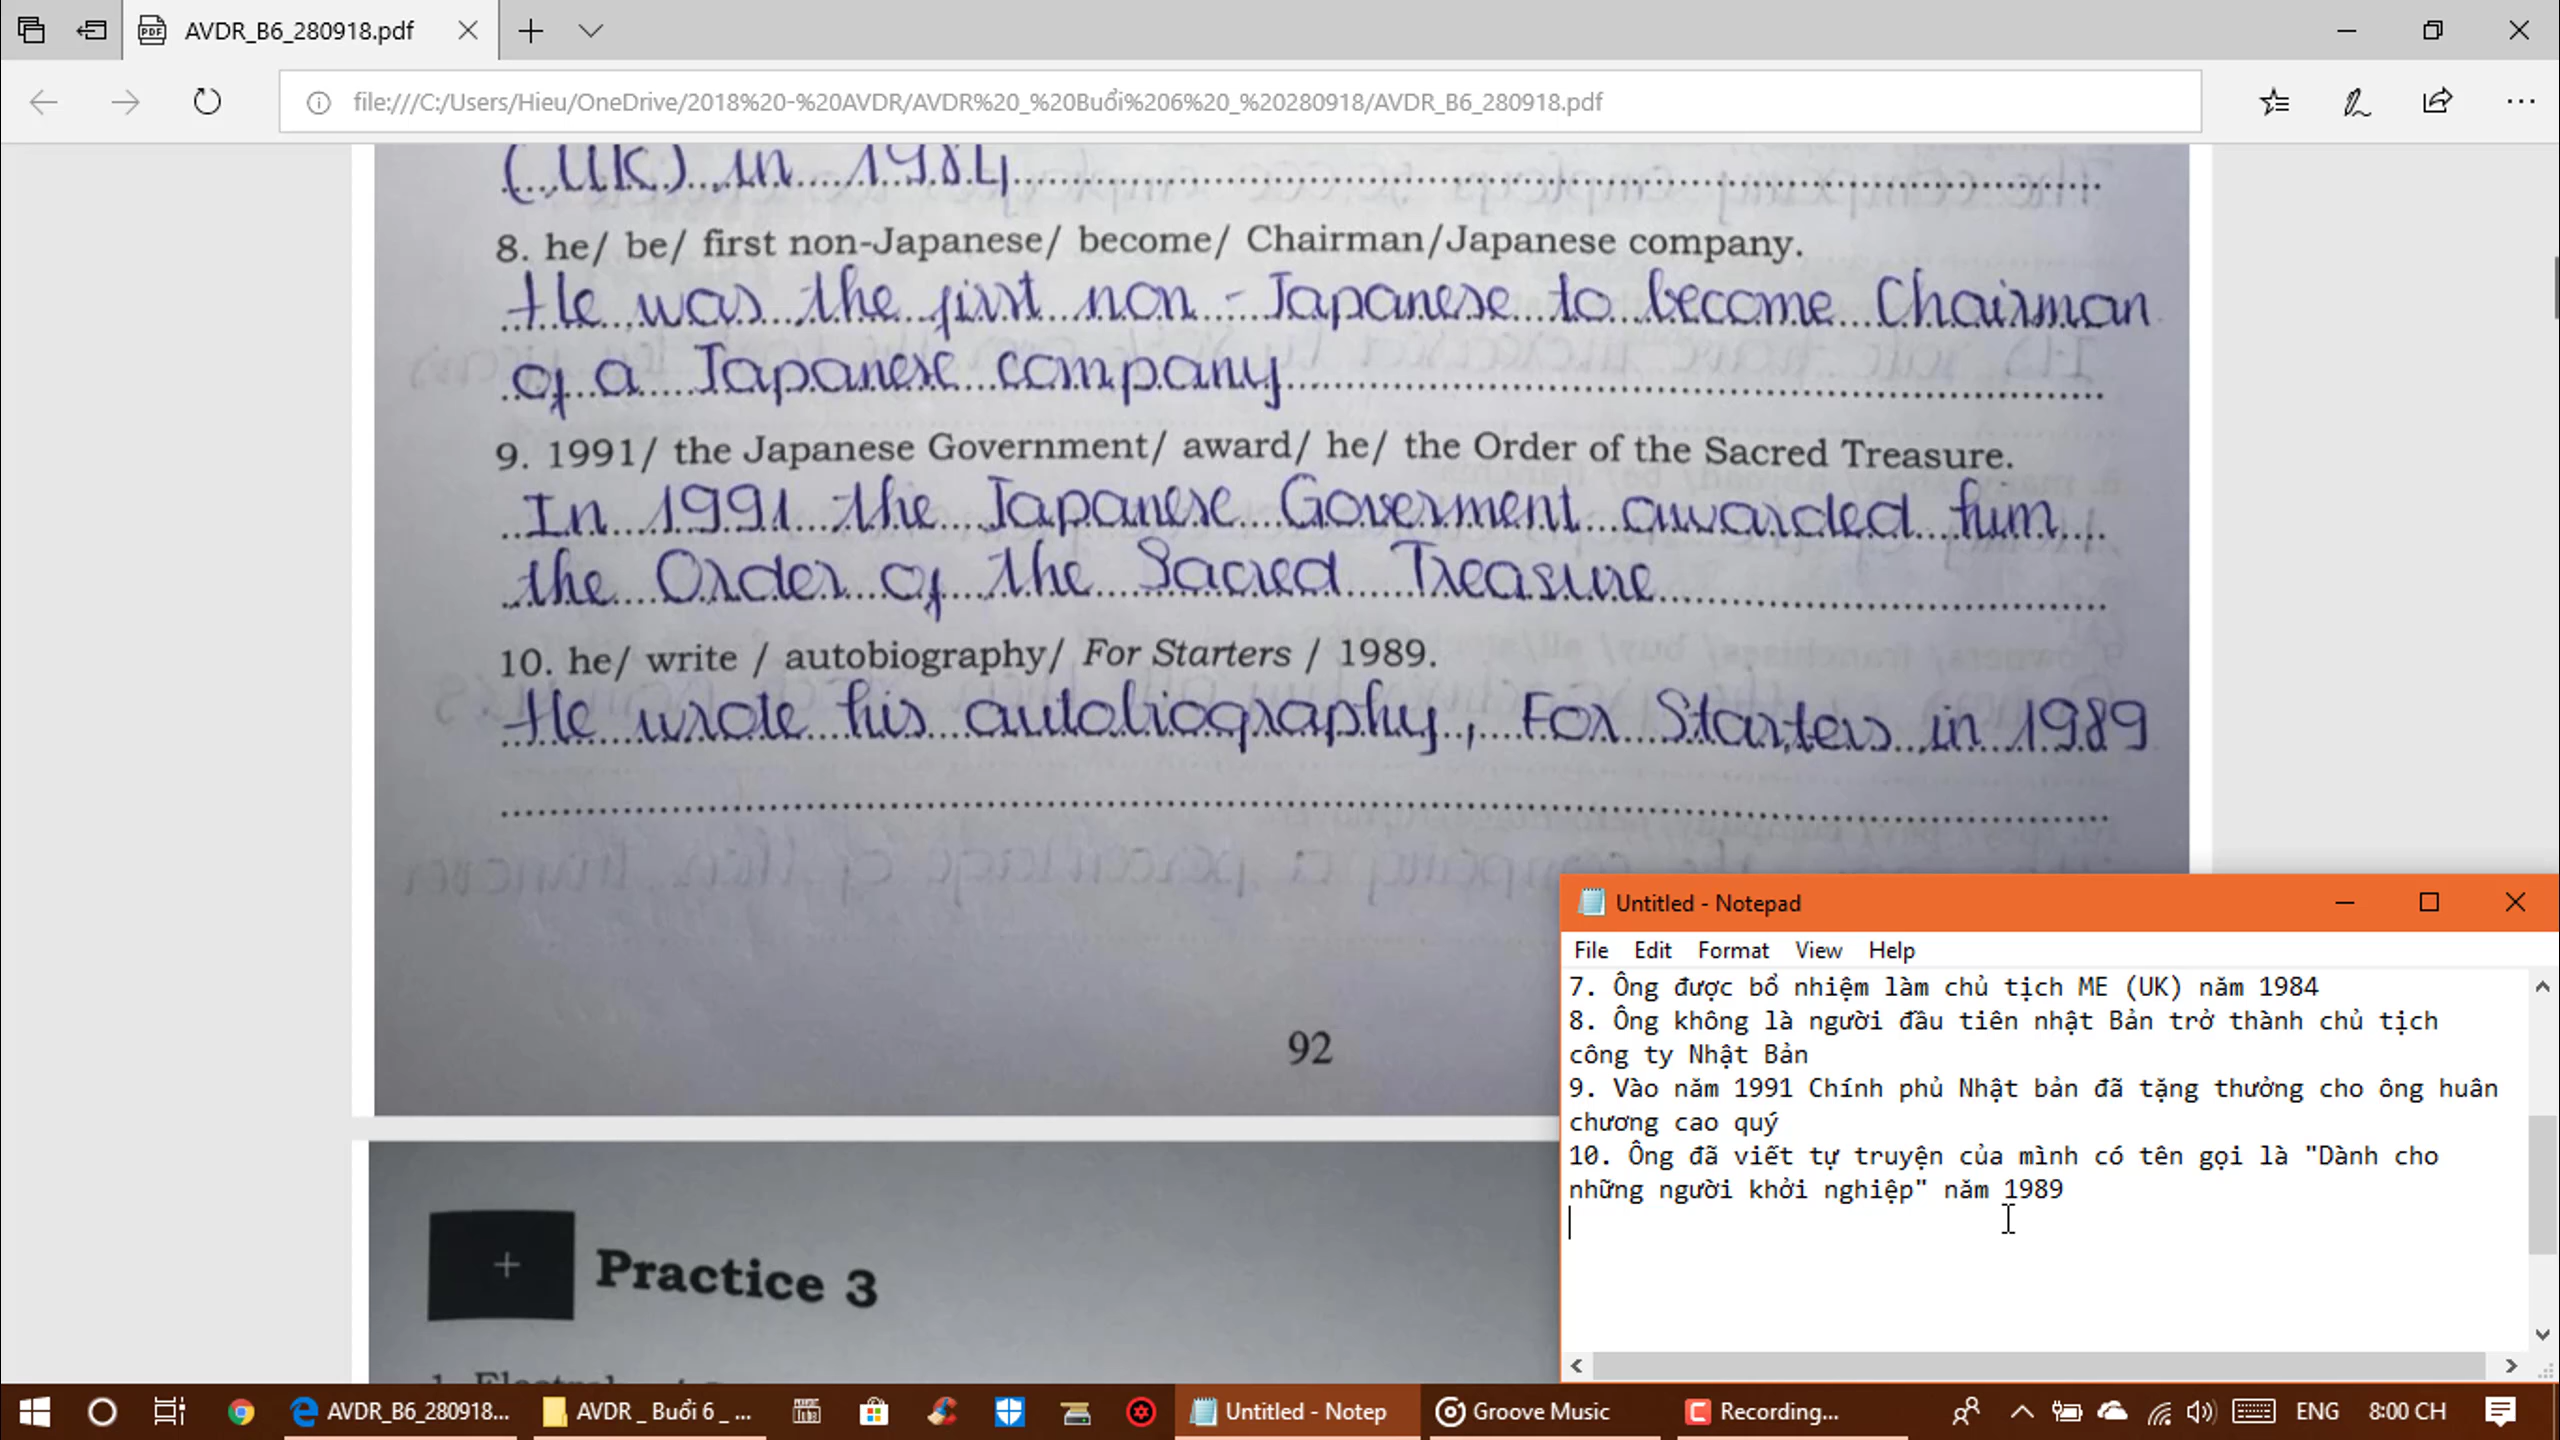 AVDR_B6_280918.pdf
file:///C:/Users/Hieu/OneDrive/2018%20-%20AVDR/AVDR%20_%20Buổi%206%20_%20280918/AVDR_B6_280918.pdf
(UK) in 1984
8. he/ be/ first non-Japanese/ become/ Chairman/Japanese company.
He was the first non - Japanese to become Chairman
of a Japanese company
9. 1991/ the Japanese Government/ award/ he/ the Order of the Sacred Treasure.
In 1991 the Japanese Goverment awarded him
the Order of the Sacred Treasure
10. he/ write / autobiography/ For Starters / 1989.
He wrote his autobiography, For Starters in 1989
92
Practice 3
Untitled - Notepad
File Edit Format View Help
7. Ông được bổ nhiệm làm chủ tịch ME (UK) năm 1984
8. Ông không là người đầu tiên nhật Bản trở thành chủ tịch
công ty Nhật Bản
9. Vào năm 1991 Chính phủ Nhật bản đã tặng thưởng cho ông huân
chương cao quý
10. Ông đã viết tự truyện của mình có tên gọi là "Dành cho
những người khởi nghiệp" năm 1989
AVDR_B6_280918... AVDR _ Buổi 6 _ ... Untitled - Notep Groove Music Recording... ENG 8:00 CH